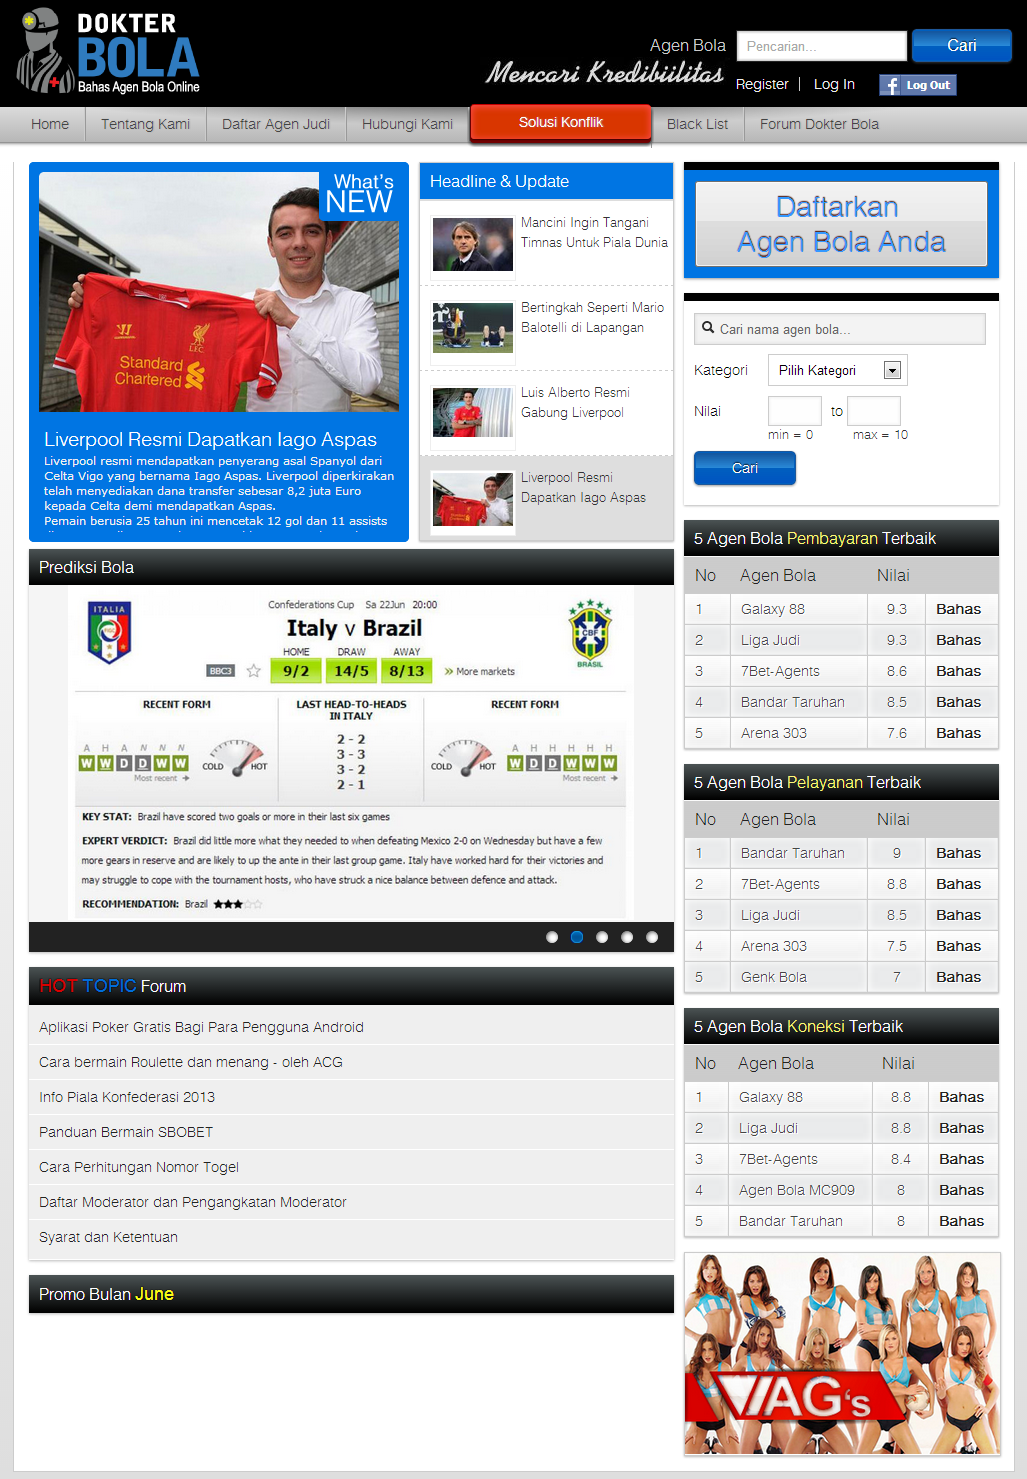 DOKTER
BOLA
Bahas Agen Bola Online
Agen Bola
Mencari Kredibiilitas
Pencarian...
Cari
Register | Log In
f Log Out
Home
Tentang Kami
Daftar Agen Judi
Hubungi Kami
Solusi Konflik
Black List
Forum Dokter Bola
What's
NEW
Standard
Chartered
Liverpool Resmi Dapatkan Iago Aspas
Liverpool resmi mendapatkan penyerang asal Spanyol dari
Celta Vigo yang bernama Iago Aspas. Liverpool diperkirakan
telah menyediakan dana transfer sebesar 8,2 juta Euro
kepada Celta demi mendapatkan Aspas.
Pemain berusia 25 tahun ini mencetak 12 gol dan 11 assists
Headline & Update
Mancini Ingin Tangani
Timnas Untuk Piala Dunia
Bertingkah Seperti Mario
Balotelli di Lapangan
Luis Alberto Resmi
Gabung Liverpool
Liverpool Resmi
Dapatkan Iago Aspas
Daftarkan
Agen Bola Anda
Cari nama agen bola...
Kategori Pilih Kategori
Nilai to
min = 0 max = 10
Cari
Prediksi Bola
ITALIA
FIGC
Confederations Cup Sa 22Jun 20:00
Italy v Brazil
CBF
BRASIL
HOME DRAW AWAY
BBC3 9/2 14/5 8/13 >> More markets
RECENT FORM
LAST HEAD-TO-HEADS
IN ITALY
RECENT FORM
A H A N N N
W W D D W W
Most recent
COLD HOT
2 - 2
3 - 3
3 - 2
2 - 1
COLD HOT
A A H H H H
W D D W W W
Most recent
KEY STAT: Brazil have scored two goals or more in their last six games
EXPERT VERDICT: Brazil did little more what they needed to when defeating Mexico 2-0 on Wednesday but have a few
more gears in reserve and are likely to up the ante in their last group game. Italy have worked hard for their victories and
may struggle to cope with the tournament hosts, who have struck a nice balance between defence and attack.
RECOMMENDATION: Brazil ★★★☆☆
HOT TOPIC Forum
Aplikasi Poker Gratis Bagi Para Pengguna Android
Cara bermain Roulette dan menang - oleh ACG
Info Piala Konfederasi 2013
Panduan Bermain SBOBET
Cara Perhitungan Nomor Togel
Daftar Moderator dan Pengangkatan Moderator
Syarat dan Ketentuan
Promo Bulan June
5 Agen Bola Pembayaran Terbaik
No Agen Bola Nilai
1 Galaxy 88 9.3 Bahas
2 Liga Judi 9.3 Bahas
3 7Bet-Agents 8.6 Bahas
4 Bandar Taruhan 8.5 Bahas
5 Arena 303 7.6 Bahas
5 Agen Bola Pelayanan Terbaik
No Agen Bola Nilai
1 Bandar Taruhan 9 Bahas
2 7Bet-Agents 8.8 Bahas
3 Liga Judi 8.5 Bahas
4 Arena 303 7.5 Bahas
5 Genk Bola 7 Bahas
5 Agen Bola Koneksi Terbaik
No Agen Bola Nilai
1 Galaxy 88 8.8 Bahas
2 Liga Judi 8.8 Bahas
3 7Bet-Agents 8.4 Bahas
4 Agen Bola MC909 8 Bahas
5 Bandar Taruhan 8 Bahas
WAG's